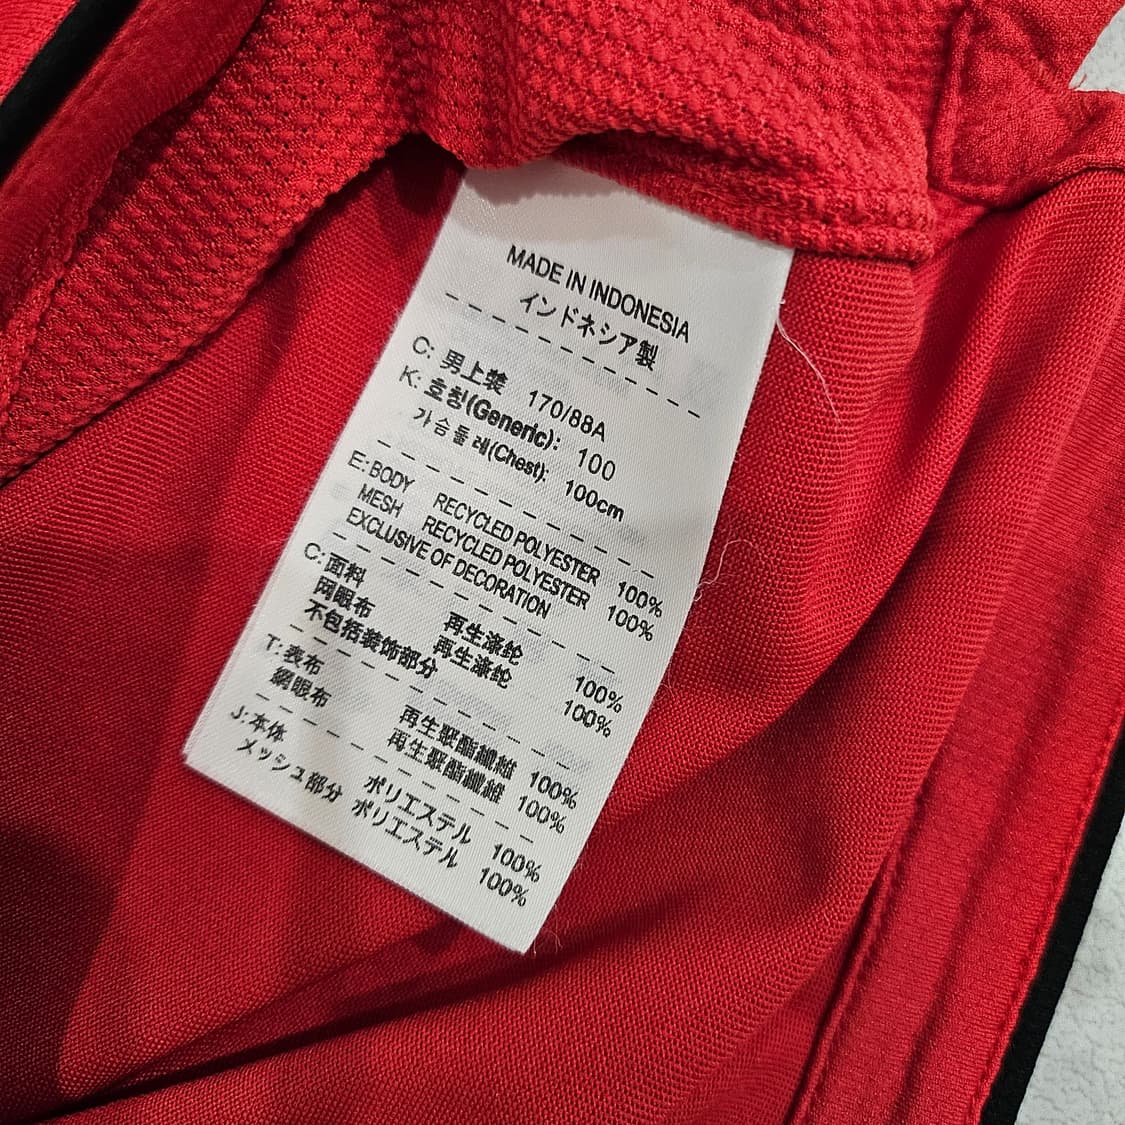 MADE IN INDONESIA
インドネシア製
C: 男上装 170/88A
K: 호칭(Generic): 100
가슴둘레(Chest): 100cm
E: BODY RECYCLED POLYESTER 100%
MESH RECYCLED POLYESTER 100%
EXCLUSIVE OF DECORATION
C: 面料 再生涤纶 100%
网眼布 再生涤纶 100%
不包括装饰部分
T: 表布 再生聚酯纖維 100%
網眼布 再生聚酯纖維 100%
J: 本体 ポリエステル 100%
メッシュ部分 ポリエステル 100%